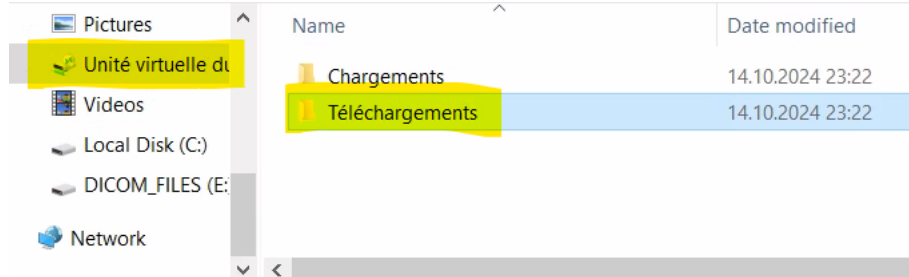 Pictures
Unité virtuelle du
Videos
Local Disk (C:)
DICOM_FILES (E:
Network
Name Date modified
Chargements 14.10.2024 23:22
Téléchargements 14.10.2024 23:22